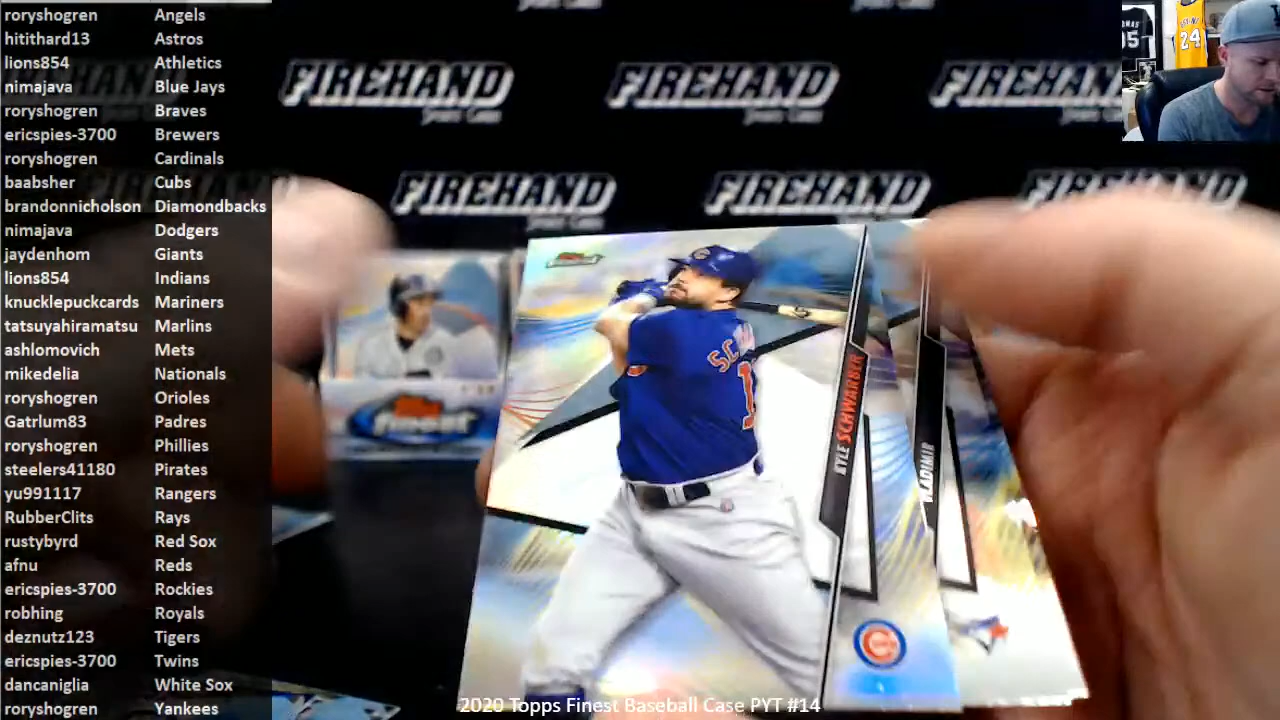 roryshogren Angels
hitithard13 Astros
lions854 Athletics
nimajava Blue Jays
roryshogren Braves
ericspies-3700 Brewers
roryshogren Cardinals
baabsher Cubs
brandonnicholson Diamondbacks
nimajava Dodgers
jaydenhom Giants
lions854 Indians
knucklepuckcards Mariners
tatsuyahiramatsu Marlins
ashlomovich Mets
mikedelia Nationals
roryshogren Orioles
Gatrlum83 Padres
roryshogren Phillies
steelers41180 Pirates
yu991117 Rangers
RubberClits Rays
rustybyrd Red Sox
afnu Reds
ericspies-3700 Rockies
robhing Royals
deznutz123 Tigers
ericspies-3700 Twins
dancaniglia White Sox
roryshogren Yankees
FIREHAND
FIREHAND
FIREHAND
FIREHAND
FIREHAND
FIREHAND
24
finest
KYLE SCHWARBER
VLADIMIR
2020 Topps Finest Baseball Case PYT #14